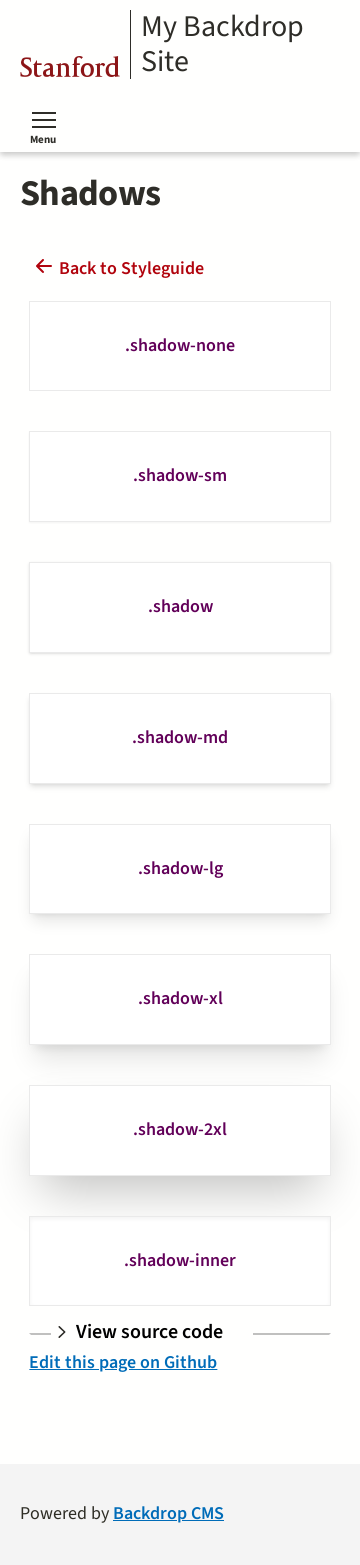 Stanford
My Backdrop
Site
Menu
Shadows
Back to Styleguide
.shadow-none
.shadow-sm
.shadow
.shadow-md
.shadow-lg
.shadow-xl
.shadow-2xl
.shadow-inner
View source code
Edit this page on Github
Powered by Backdrop CMS